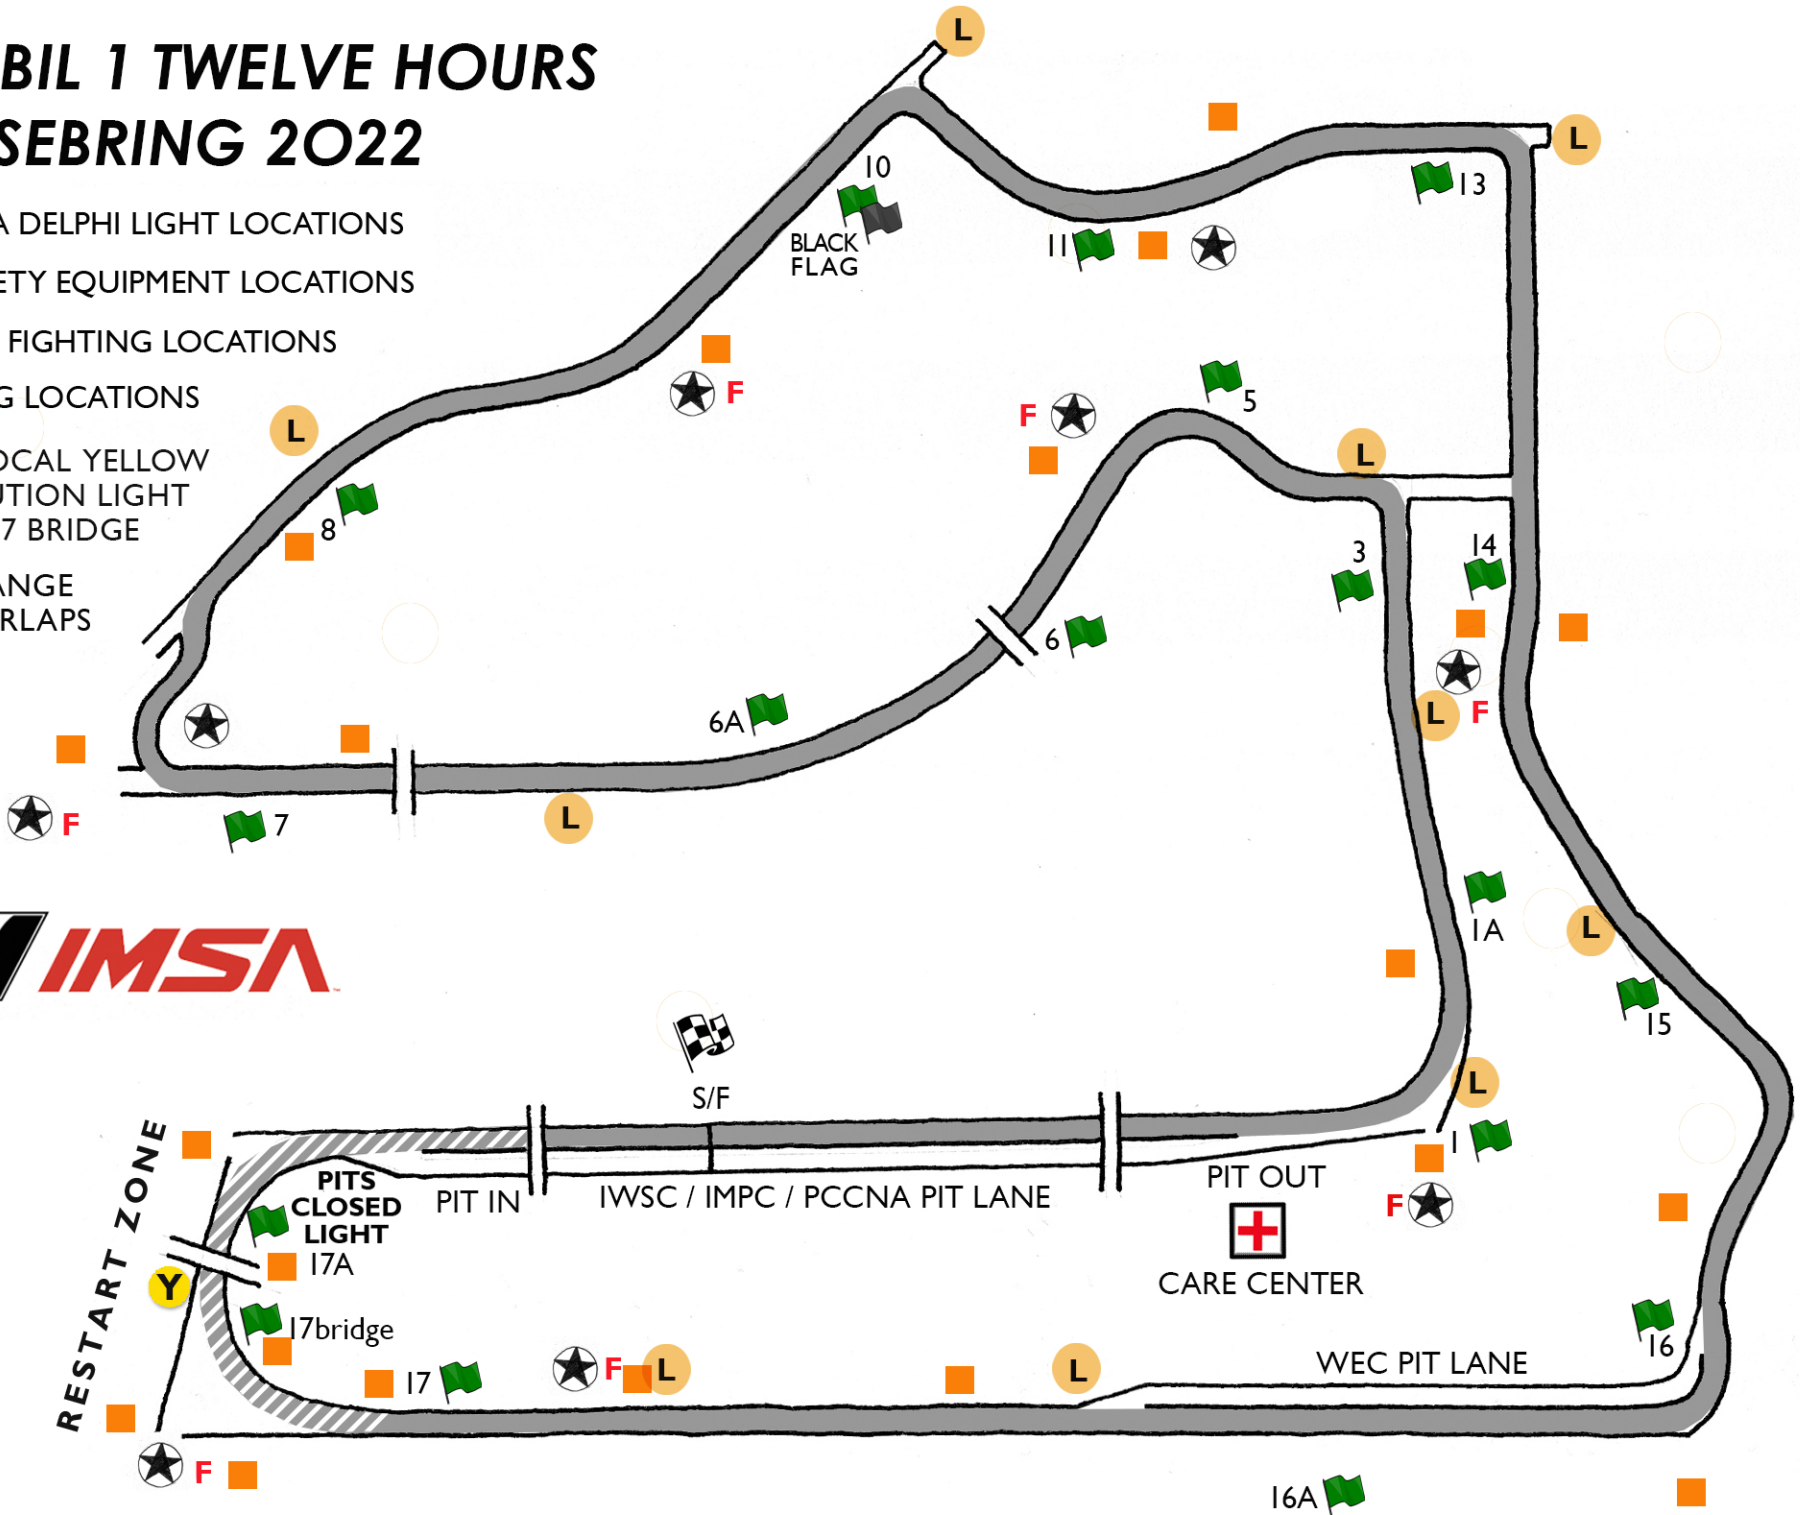 BIL 1 TWELVE HOURS
SEBRING 2022
A DELPHI LIGHT LOCATIONS
ETY EQUIPMENT LOCATIONS
FIGHTING LOCATIONS
G LOCATIONS
OCAL YELLOW
UTION LIGHT
7 BRIDGE
ANGE
RLAPS
L
L
10
BLACK
FLAG
11
13
F
F
5
L
L
8
3
14
6
6A
L
F
F
7
L
1A
L
15
IMSA
S/F
L
1
RESTART ZONE
PITS
CLOSED
LIGHT
PIT IN
IWSC / IMPC / PCCNA PIT LANE
PIT OUT
F
17A
Y
CARE CENTER
17bridge
17
F
L
L
WEC PIT LANE
16
F
16A